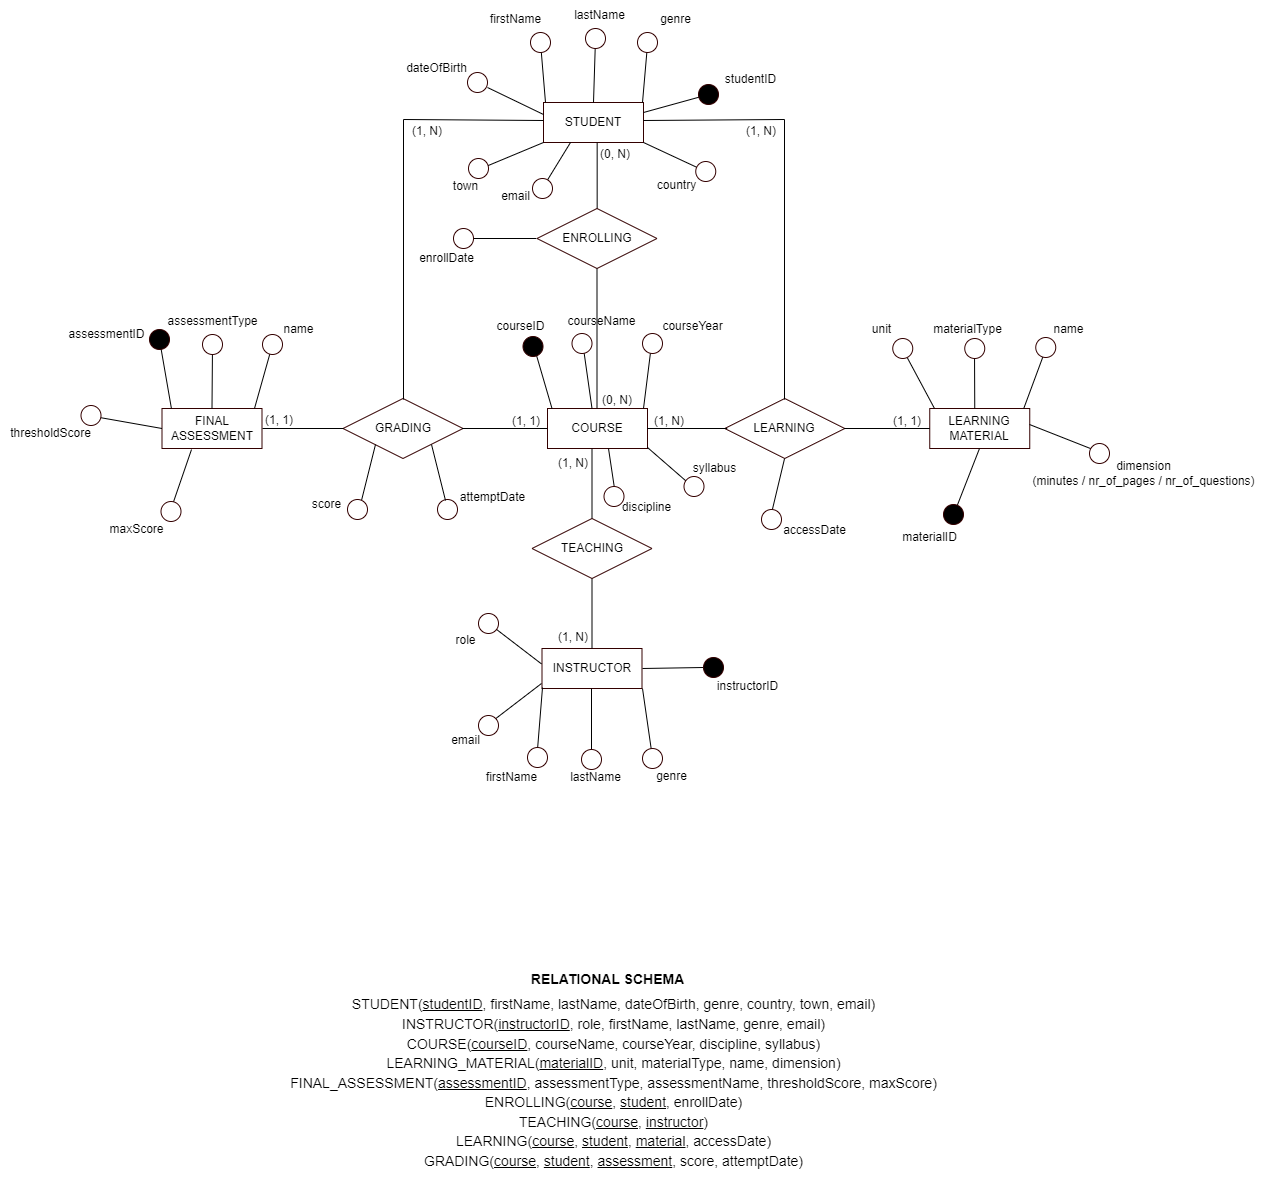 firstName
lastName
genre
dateOfBirth
studentID
STUDENT
(1, N)
(1, N)
(0, N)
town
email
country
ENROLLING
enrollDate
assessmentID
assessmentType
name
courseID
courseName
courseYear
unit
materialType
name
(0, N)
thresholdScore
FINAL
ASSESSMENT
(1, 1)
GRADING
(1, 1)
COURSE
(1, N)
LEARNING
(1, 1)
LEARNING
MATERIAL
(1, N)
syllabus
dimension
(minutes / nr_of_pages / nr_of_questions)
score
attemptDate
discipline
maxScore
accessDate
materialID
TEACHING
(1, N)
role
INSTRUCTOR
instructorID
email
firstName
lastName
genre
RELATIONAL SCHEMA
STUDENT(studentID, firstName, lastName, dateOfBirth, genre, country, town, email)
INSTRUCTOR(instructorID, role, firstName, lastName, genre, email)
COURSE(courseID, courseName, courseYear, discipline, syllabus)
LEARNING_MATERIAL(materialID, unit, materialType, name, dimension)
FINAL_ASSESSMENT(assessmentID, assessmentType, assessmentName, thresholdScore, maxScore)
ENROLLING(course, student, enrollDate)
TEACHING(course, instructor)
LEARNING(course, student, material, accessDate)
GRADING(course, student, assessment, score, attemptDate)